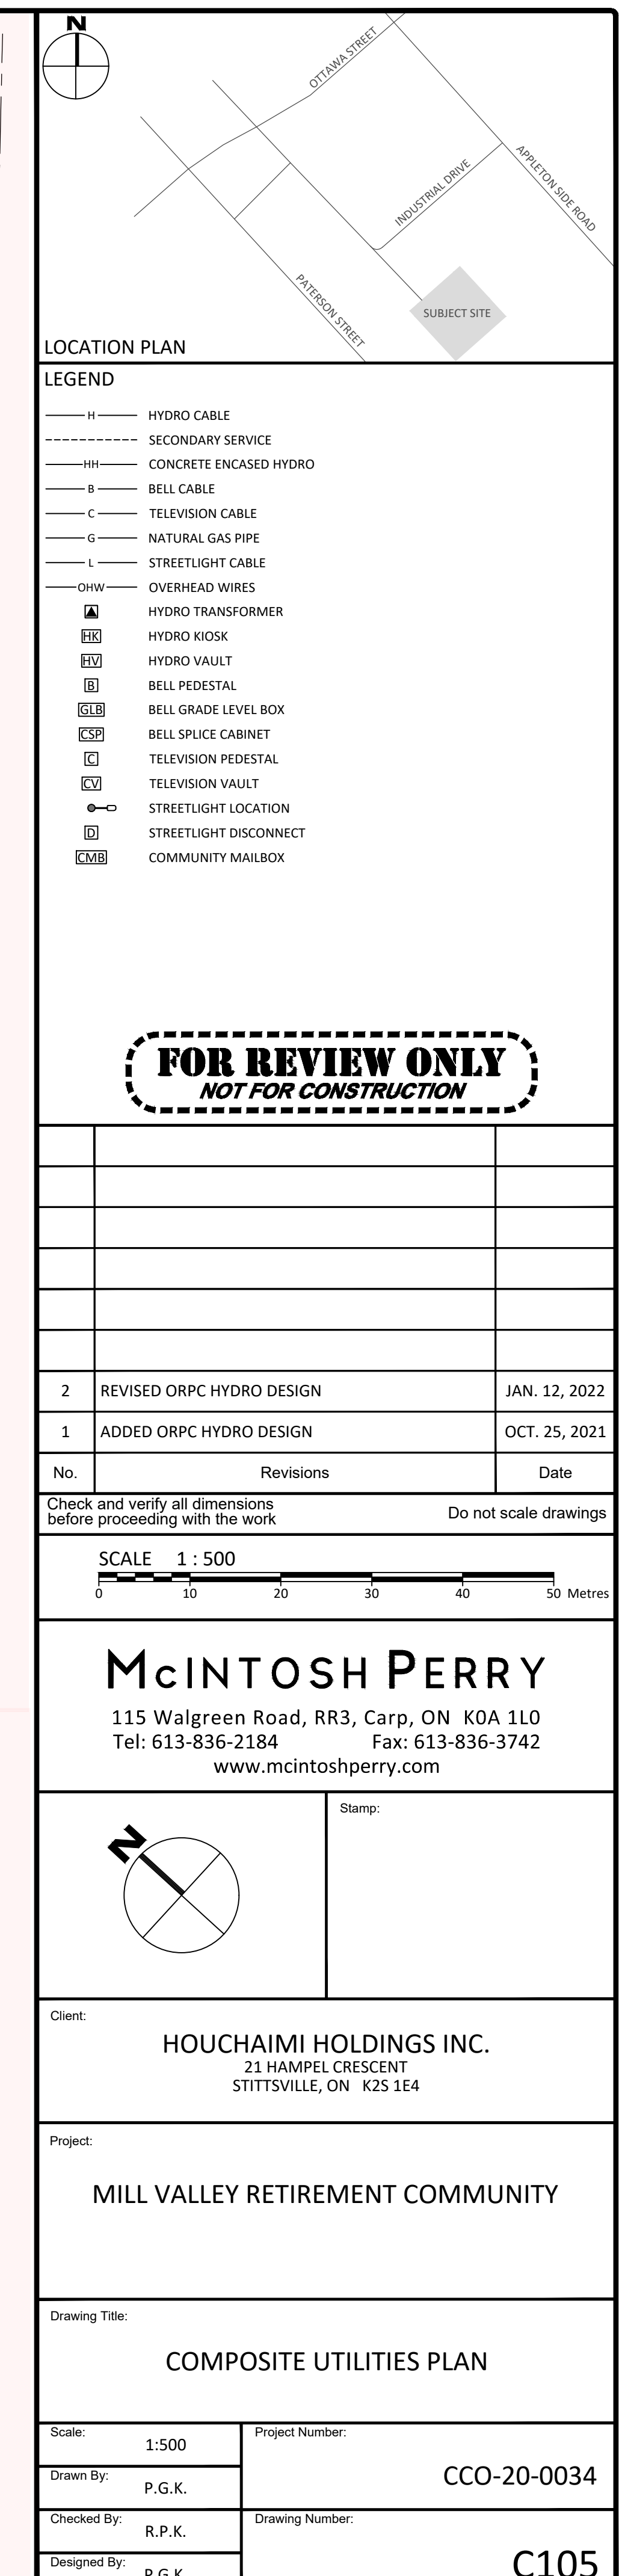 N
OTTAWA STREET
APPLETON SIDE ROAD
INDUSTRIAL DRIVE
PATERSON STREET
SUBJECT SITE
LOCATION PLAN
LEGEND
H HYDRO CABLE
SECONDARY SERVICE
HH CONCRETE ENCASED HYDRO
B BELL CABLE
C TELEVISION CABLE
G NATURAL GAS PIPE
L STREETLIGHT CABLE
OHW OVERHEAD WIRES
HYDRO TRANSFORMER
HK HYDRO KIOSK
HV HYDRO VAULT
B BELL PEDESTAL
GLB BELL GRADE LEVEL BOX
CSP BELL SPLICE CABINET
C TELEVISION PEDESTAL
CV TELEVISION VAULT
STREETLIGHT LOCATION
D STREETLIGHT DISCONNECT
CMB COMMUNITY MAILBOX
FOR REVIEW ONLY
NOT FOR CONSTRUCTION
2 REVISED ORPC HYDRO DESIGN JAN. 12, 2022
1 ADDED ORPC HYDRO DESIGN OCT. 25, 2021
No. Revisions Date
Check and verify all dimensions
before proceeding with the work
Do not scale drawings
SCALE 1 : 500
0 10 20 30 40 50 Metres
McINTOSH PERRY
115 Walgreen Road, RR3, Carp, ON K0A 1L0
Tel: 613-836-2184 Fax: 613-836-3742
www.mcintoshperry.com
N
Stamp:
Client:
HOUCHAIMI HOLDINGS INC.
21 HAMPEL CRESCENT
STITTSVILLE, ON K2S 1E4
Project:
MILL VALLEY RETIREMENT COMMUNITY
Drawing Title:
COMPOSITE UTILITIES PLAN
Scale: 1:500
Project Number:
CCO-20-0034
Drawn By: P.G.K.
Checked By: R.P.K.
Drawing Number:
C105
Designed By: P.G.K.